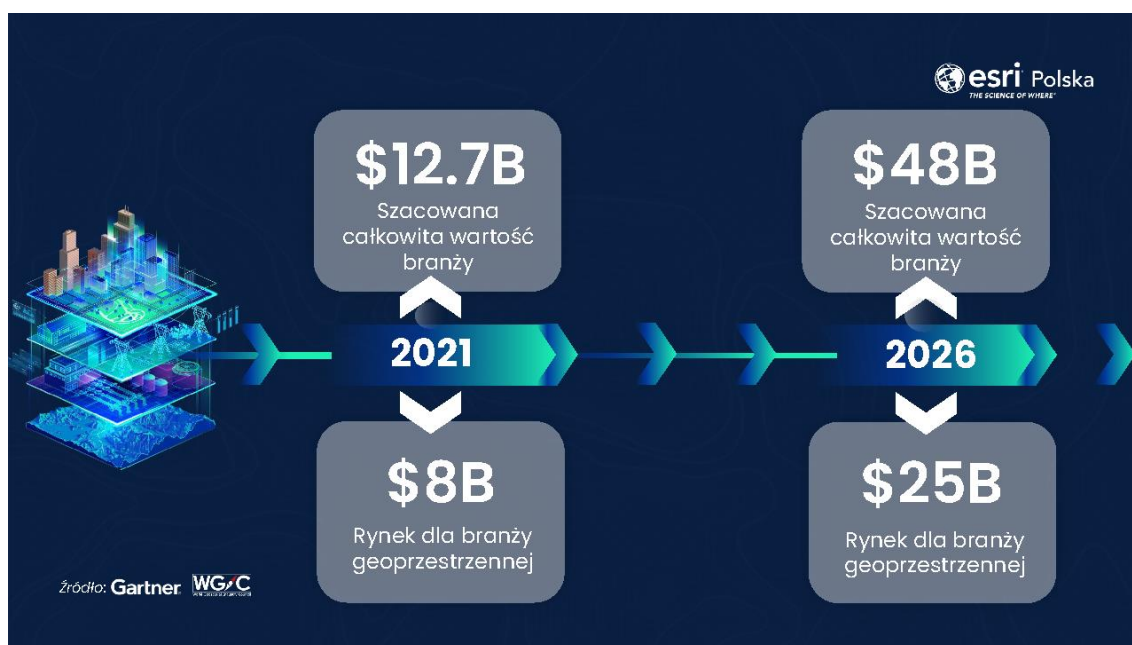 esri Polska
THE SCIENCE OF WHERE®
$12.7B
Szacowana
całkowita wartość
branży
$48B
Szacowana
całkowita wartość
branży
2021
2026
$8B
Rynek dla branży
geoprzestrzennej
$25B
Rynek dla branży
geoprzestrzennej
Źródło: Gartner WGIC